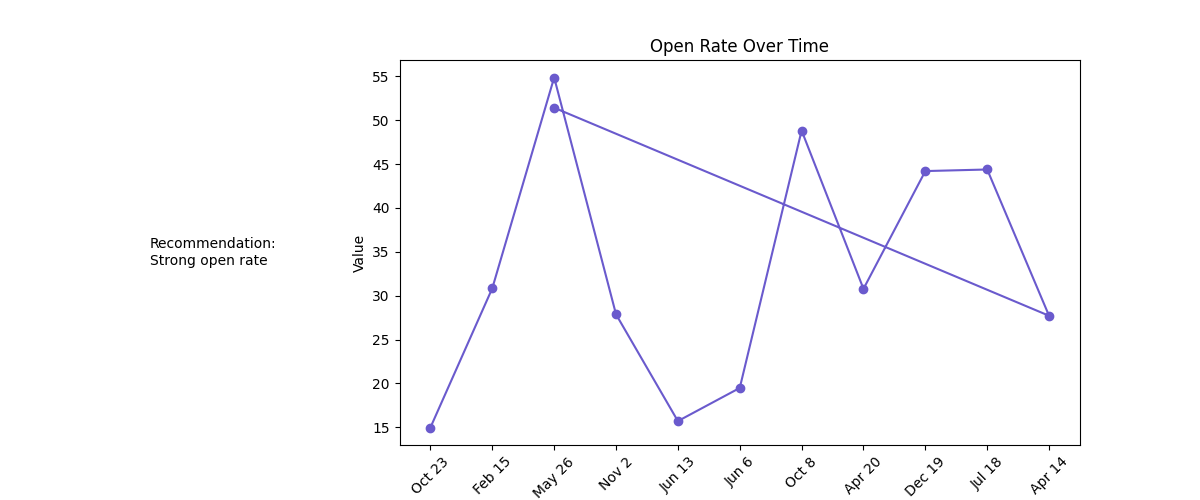 Open Rate Over Time
Recommendation:
Strong open rate
Value
55
50
45
40
35
30
25
20
15
Oct 23
Feb 15
May 26
Nov 2
Jun 13
Jun 6
Oct 8
Apr 20
Dec 19
Jul 18
Apr 14